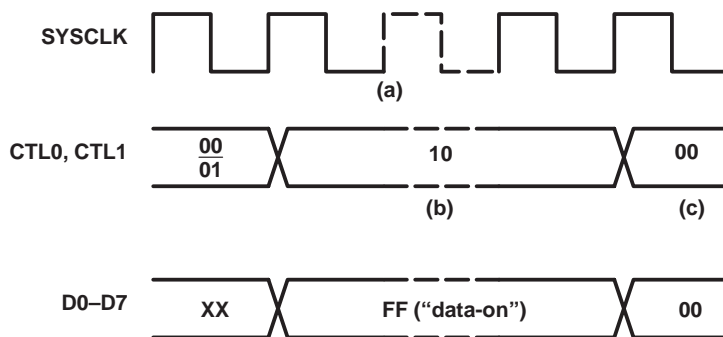 SYSCLK
(a)
CTL0, CTL1
00
01
10
00
(b)
(c)
D0–D7
XX
FF (“data-on”)
00